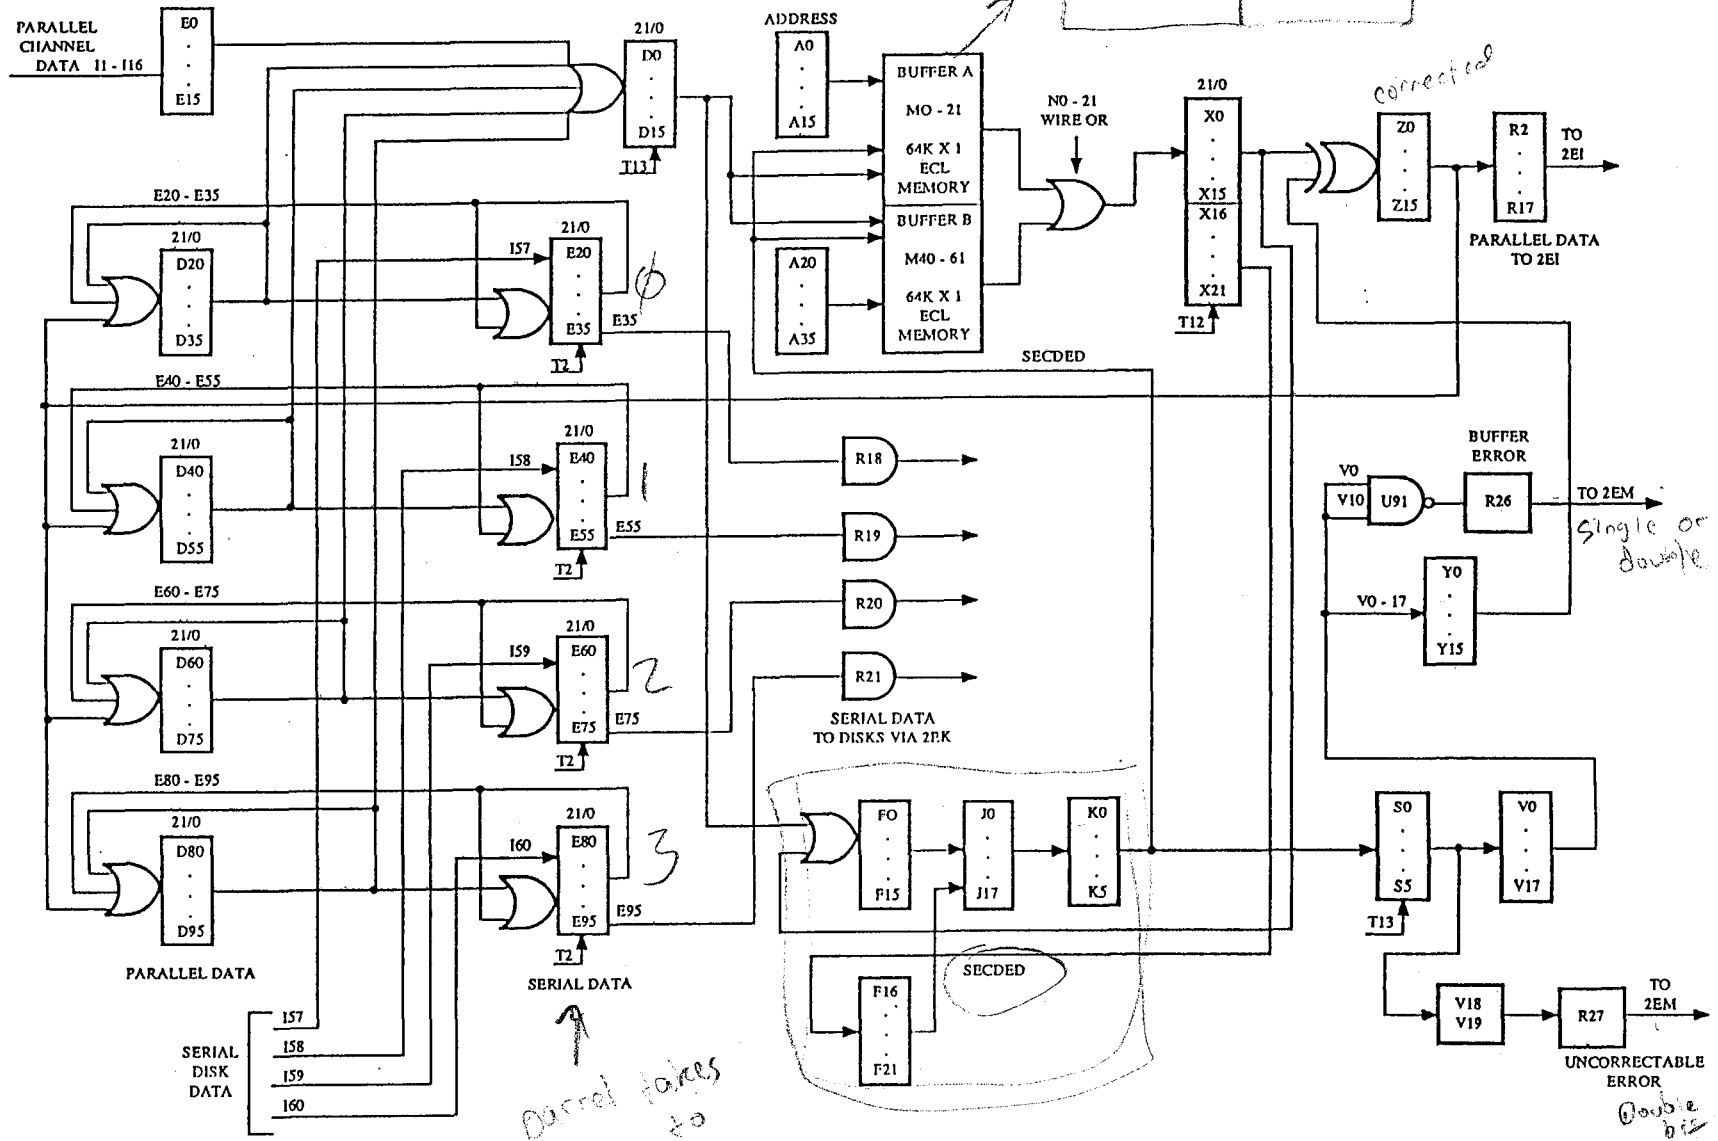 PARALLEL
CHANNEL
DATA I1 - I16
E0
E15
21/0
D0
D15
T13
ADDRESS
A0
A15
BUFFER A
M0 - 21
64K X 1
ECL
MEMORY
BUFFER B
M40 - 61
64K X 1
ECL
MEMORY
A20
A35
N0 - 21
WIRE OR
21/0
X0
X15
X16
X21
T12
corrected
Z0
Z15
R2
R17
TO
2EI
PARALLEL DATA
TO 2EI
SECDED
E20 - E35
21/0
D20
D35
I57
21/0
E20
E35
T2
E35
0
E40 - E55
21/0
D40
D55
I58
21/0
E40
E55
T2
E55
1
E60 - E75
21/0
D60
D75
I59
21/0
E60
E75
T2
E75
2
E80 - E95
21/0
D80
D95
I60
21/0
E80
E95
T2
E95
3
PARALLEL DATA
SERIAL DATA
R18
R19
R20
R21
SERIAL DATA
TO DISKS VIA 2EK
BUFFER
ERROR
V0
V10
U91
R26
TO 2EM
Single or
double
V0 - 17
Y0
Y15
F0
F15
J0
J17
K0
K5
S0
S5
T13
V0
V17
SECDED
F16
F21
V18
V19
R27
TO
2EM
UNCORRECTABLE
ERROR
Double
bit
SERIAL
DISK
DATA
I57
I58
I59
I60
Barrel takes
to